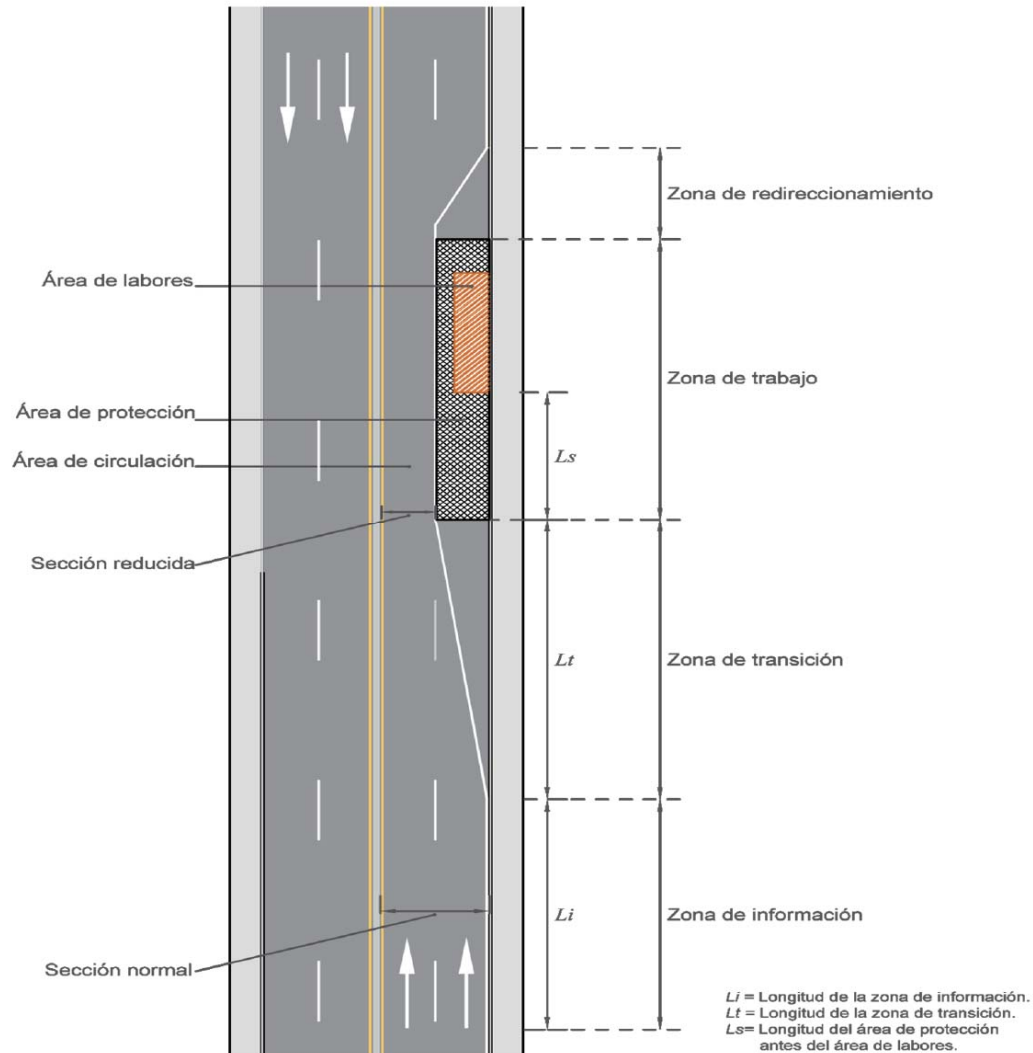 Zona de redireccionamiento
Área de labores
Zona de trabajo
Área de protección
Área de circulación
Ls
Sección reducida
Lt
Zona de transición
Li
Zona de información
Sección normal
Li = Longitud de la zona de información.
Lt = Longitud de la zona de transición.
Ls= Longitud del área de protección
antes del área de labores.